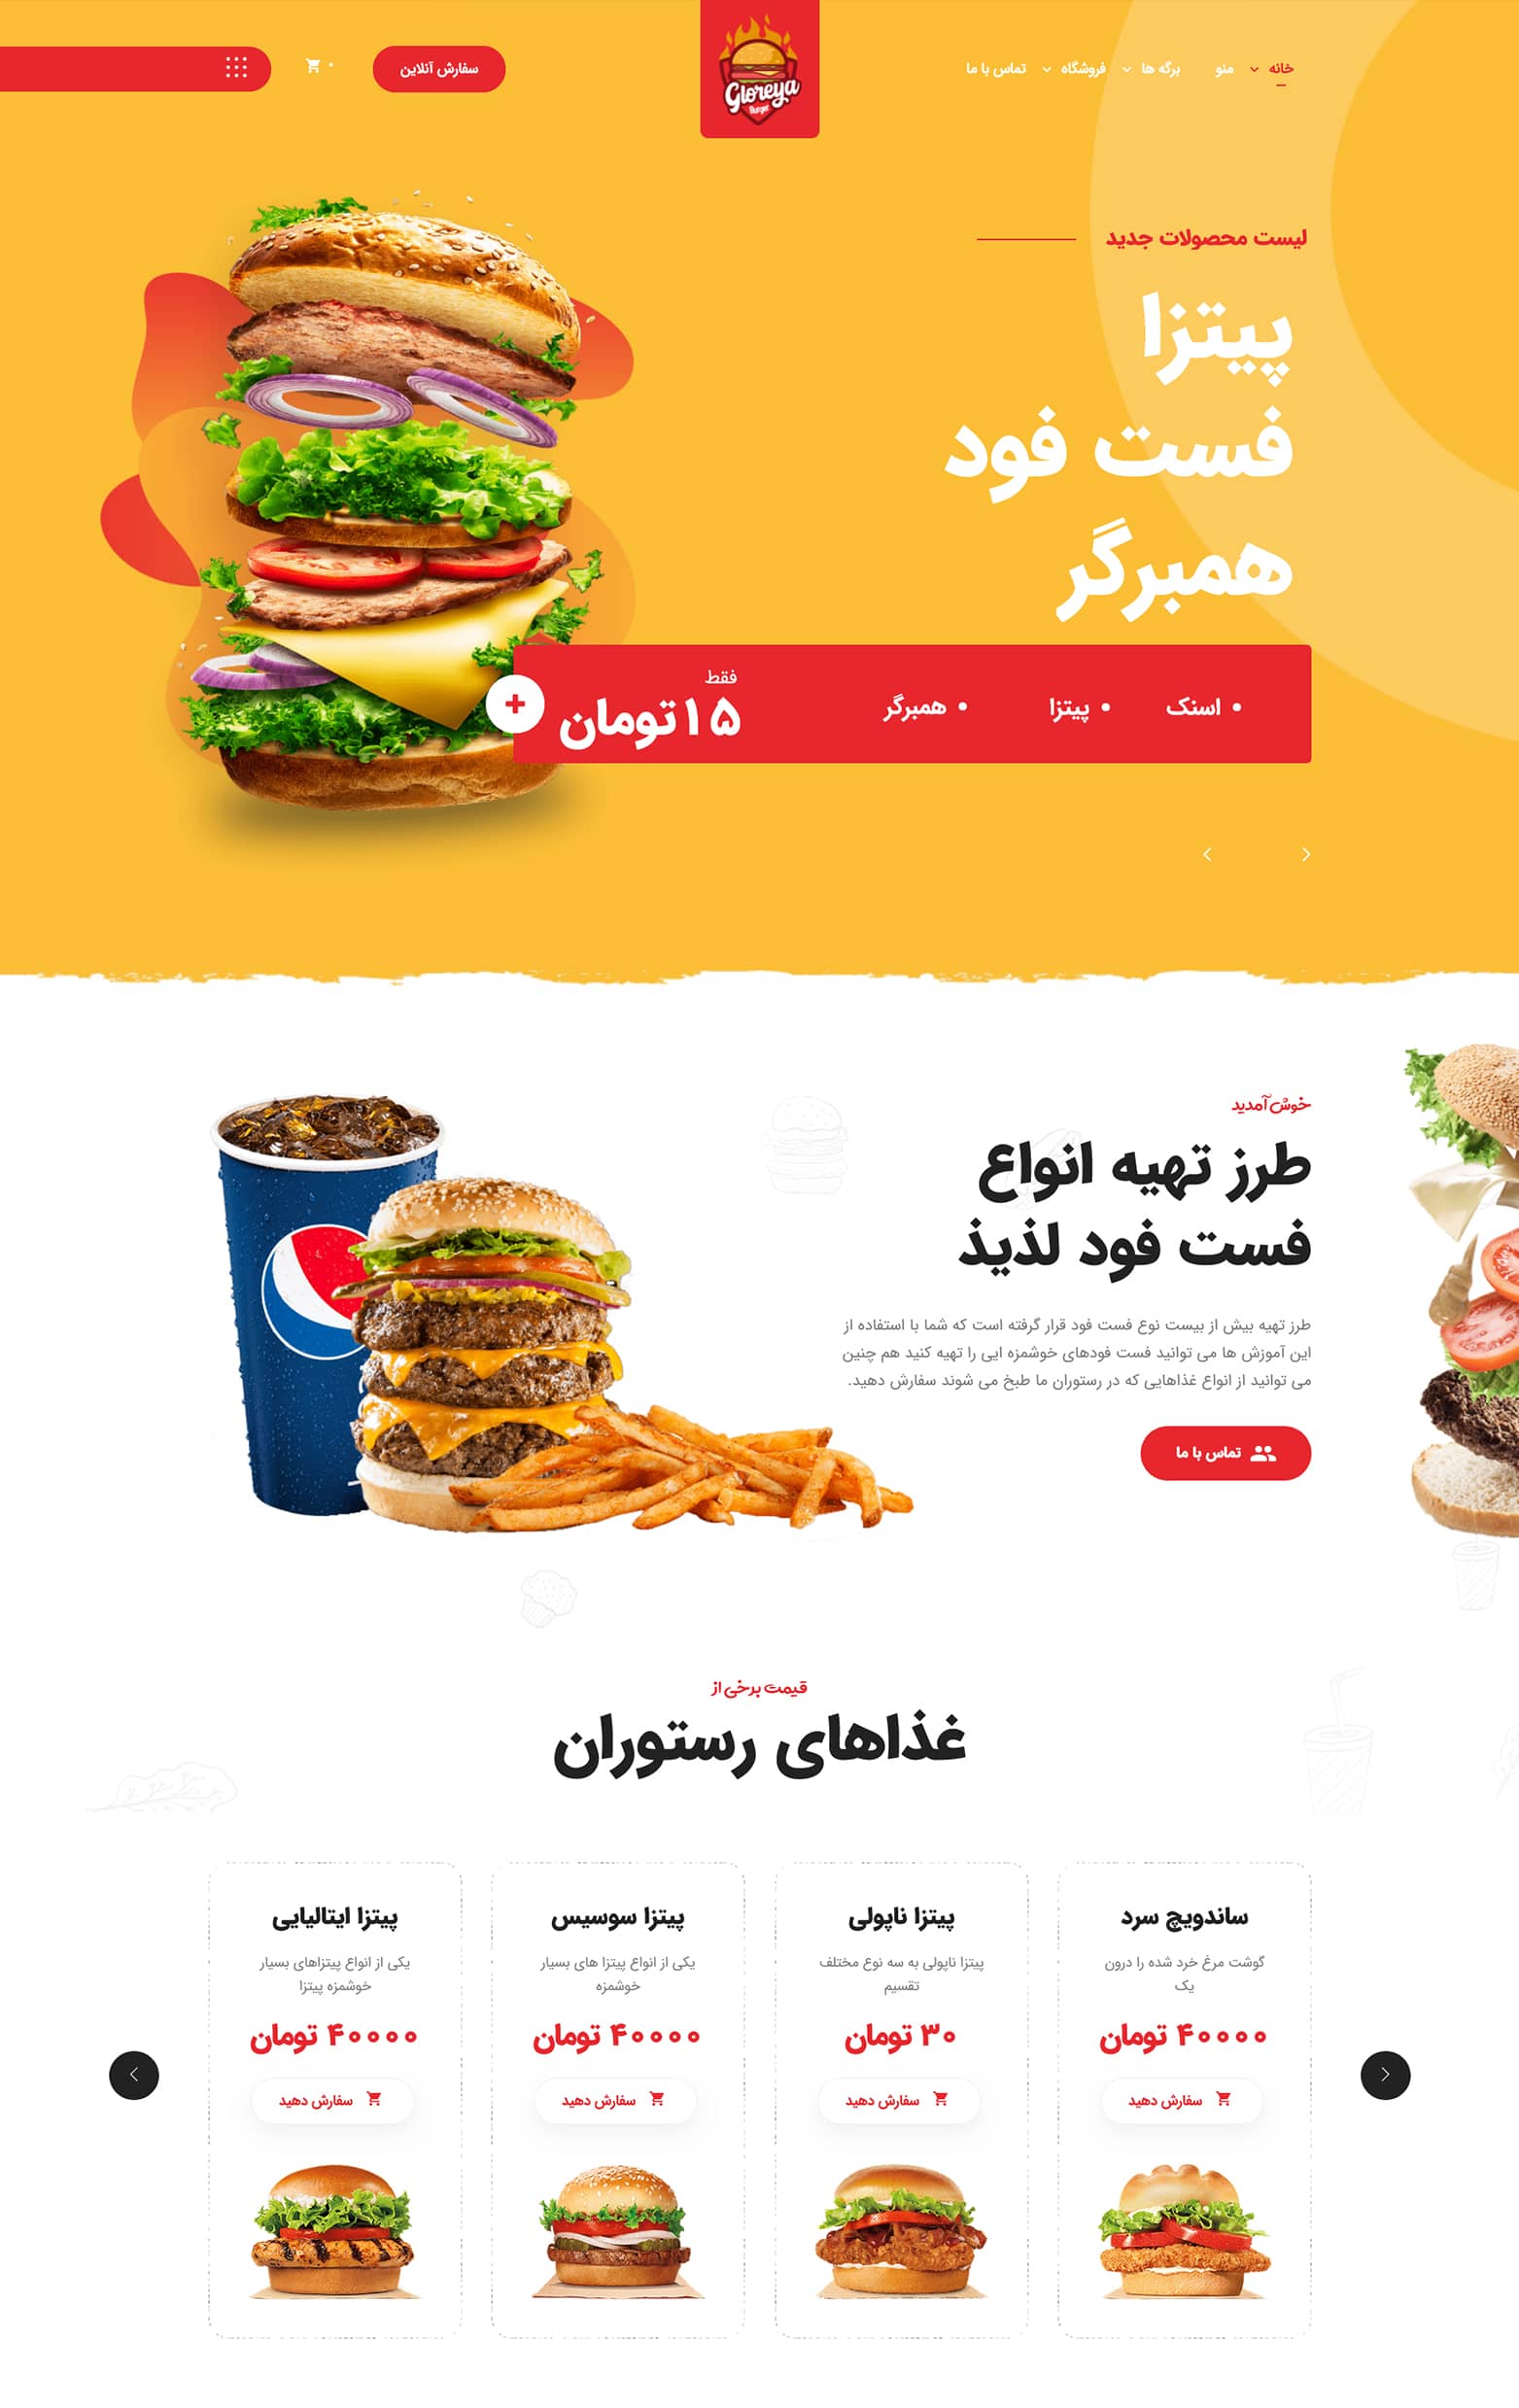 خانه
منو
برگه ها
فروشگاه
تماس با ما
Gloreya
Burger
۰
سفارش آنلاین
لیست محصولات جدید
پیتزا
فست فود
همبرگر
اسنک
پیتزا
همبرگر
فقط
۱۵تومان
خوش آمدید
طرز تهیه انواع
فست فود لذیذ
طرز تهیه بیش از بیست نوع فست فود قرار گرفته است که شما با استفاده از
این آموزش ها می توانید فست فودهای خوشمزه ایی را تهیه کنید هم چنین
می توانید از انواع غذاهایی که در رستوران ما طبخ می شوند سفارش دهید.
تماس با ما
قیمت برخی از
غذاهای رستوران
ساندویچ سرد
گوشت مرغ خرد شده را درون
یک
۴۰۰۰۰ تومان
سفارش دهید
پیتزا ناپولی
پیتزا ناپولی به سه نوع مختلف
تقسیم
۳۰ تومان
سفارش دهید
پیتزا سوسیس
یکی از انواع پیتزا های بسیار
خوشمزه
۴۰۰۰۰ تومان
سفارش دهید
پیتزا ایتالیایی
یکی از انواع پیتزاهای بسیار
خوشمزه پیتزا
۴۰۰۰۰ تومان
سفارش دهید